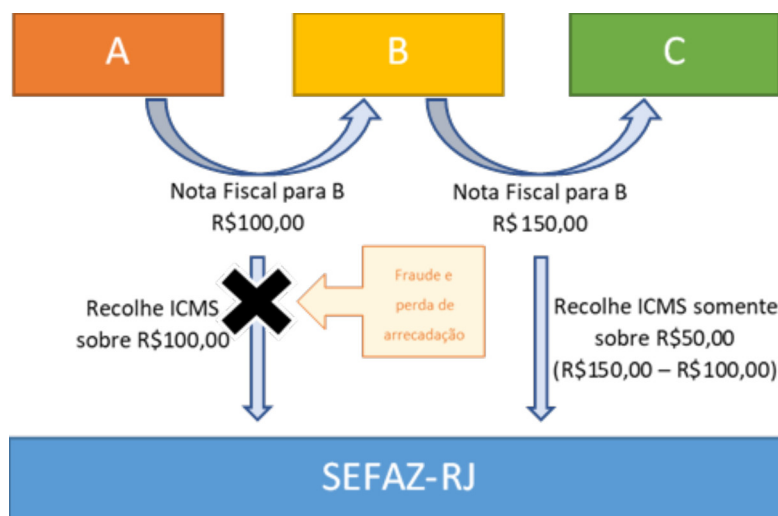 A
B
C
Nota Fiscal para B
R$100,00
Nota Fiscal para B
R$150,00
Fraude e
perda de
arrecadação
Recolhe ICMS
sobre R$100,00
Recolhe ICMS somente
sobre R$50,00
(R$150,00 – R$100,00)
SEFAZ-RJ